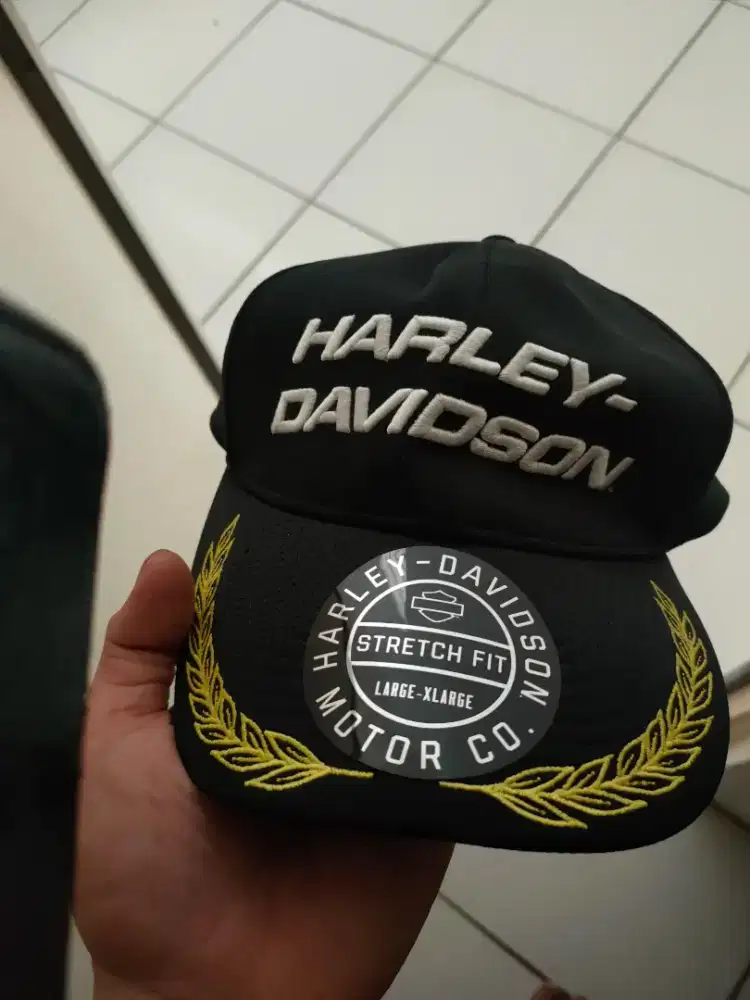 HARLEY-
DAVIDSON
HARLEY-DAVIDSON
STRETCH FIT
LARGE-XLARGE
MOTOR CO.